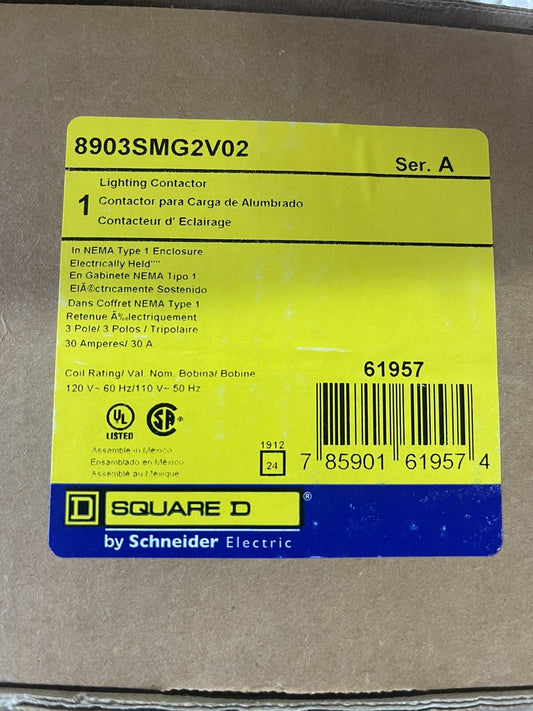 8903SMG2V02
Ser. A
1
Lighting Contactor
Contactor para Carga de Alumbrado
Contacteur d' Eclairage
In NEMA Type 1 Enclosure
Electrically Held""
En Gabinete NEMA Tipo 1
ElÃ©ctricamente Sostenido
Dans Coffret NEMA Type 1
Retenue Ã‰lectriquement
3 Pole/ 3 Polos / Tripolaire
30 Amperes/ 30 A
Coil Rating/ Val. Nom. Bobina/ Bobine
120 V~ 60 Hz/110 V~ 50 Hz
61957
UL
LISTED
SA
®
Assemble in Mexico
Ensamblado en México
Assemblé au Mexique
1912
24
7 85901 61957 4
D SQUARE D ®
by Schneider Electric